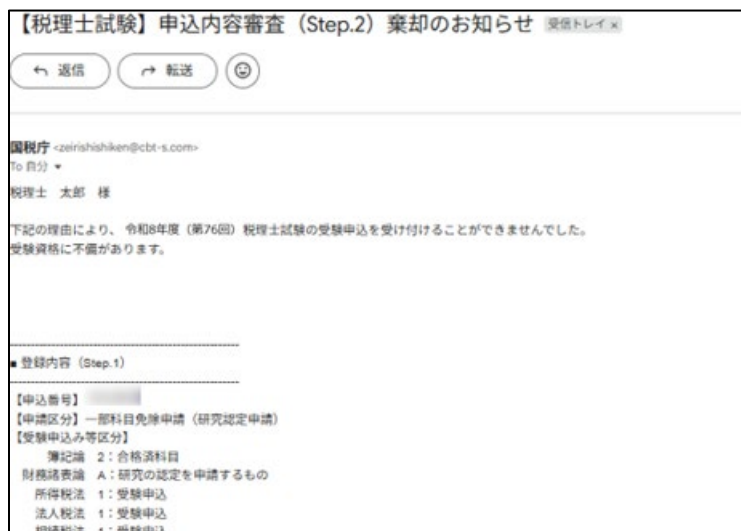 【税理士試験】申込内容審査（Step.2）棄却のお知らせ 受信トレイ ×
返信 転送
国税庁 <zeirishishiken@cbt-s.com>
To 自分
税理士 太郎 様
下記の理由により、令和8年度（第76回）税理士試験の受験申込を受け付けることができませんでした。
受験資格に不備があります。
■ 登録内容（Step.1）
【申込番号】
【申請区分】一部科目免除申請（研究認定申請）
【受験申込み等区分】
簿記論 2：合格済科目
財務諸表論 A：研究の認定を申請するもの
所得税法 1：受験申込
法人税法 1：受験申込
相続税法 1：受験申込